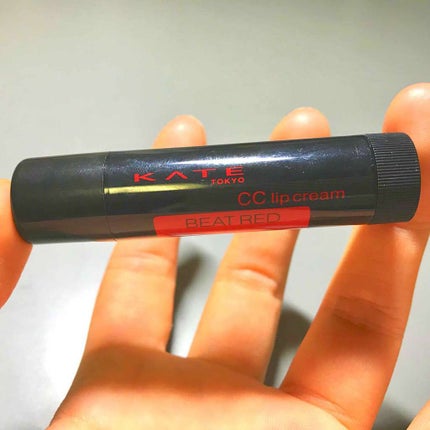 KATE
TOKYO
CC lip cream
BEAT RED